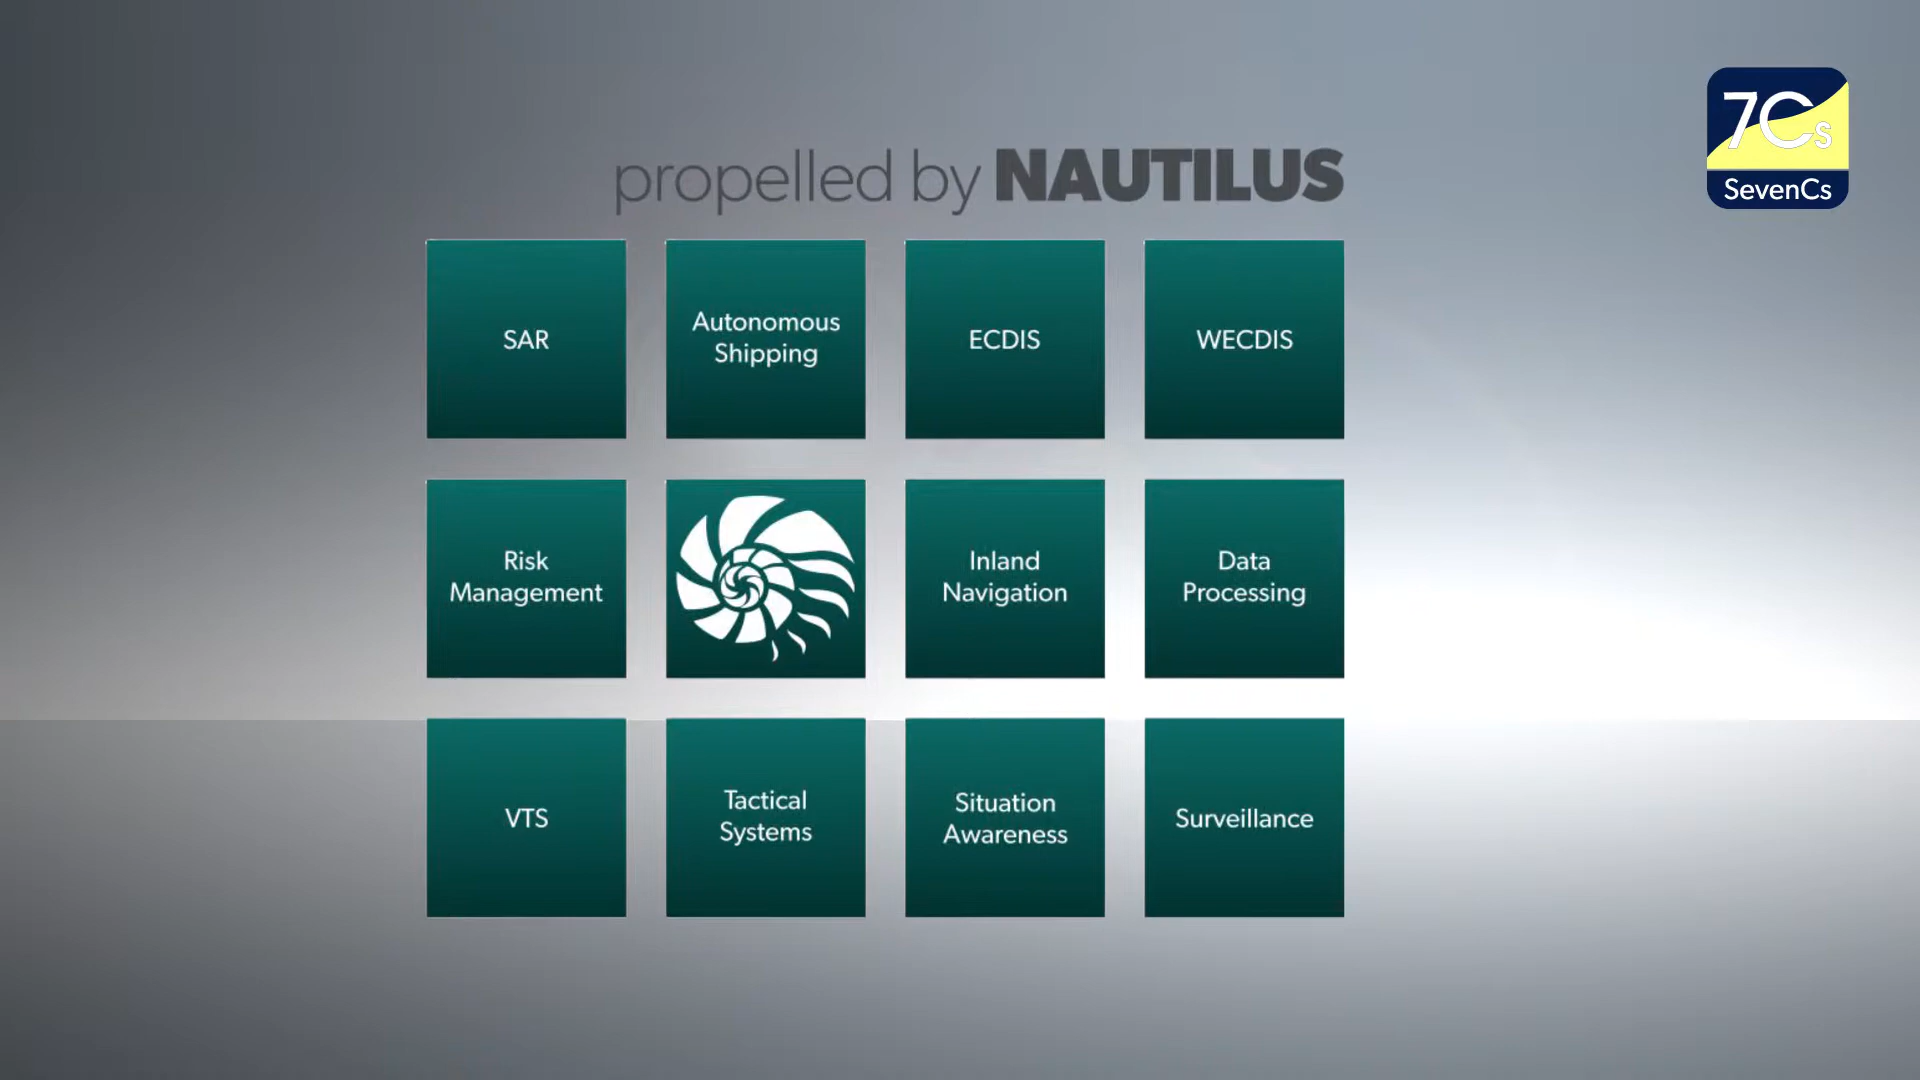 7Cs
SevenCs
propelled by NAUTILUS
SAR
Autonomous
Shipping
ECDIS
WECDIS
Risk
Management
Inland
Navigation
Data
Processing
VTS
Tactical
Systems
Situation
Awareness
Surveillance